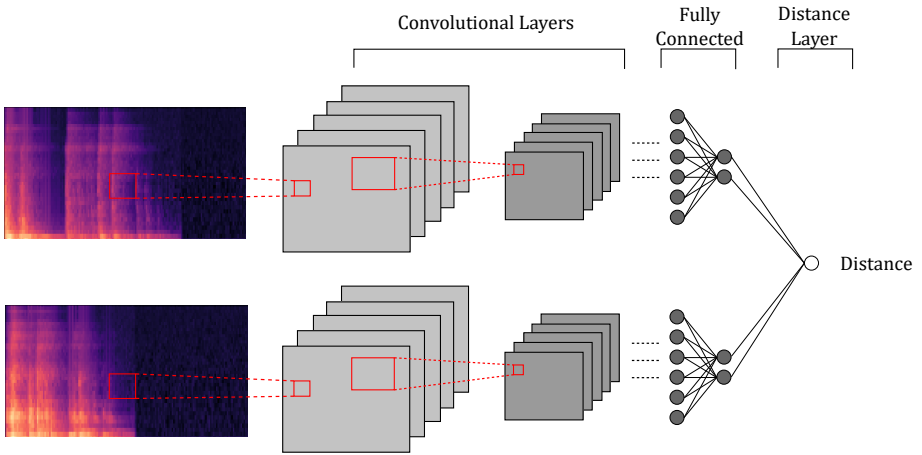 Convolutional Layers
Fully
Connected
Distance
Layer
Distance